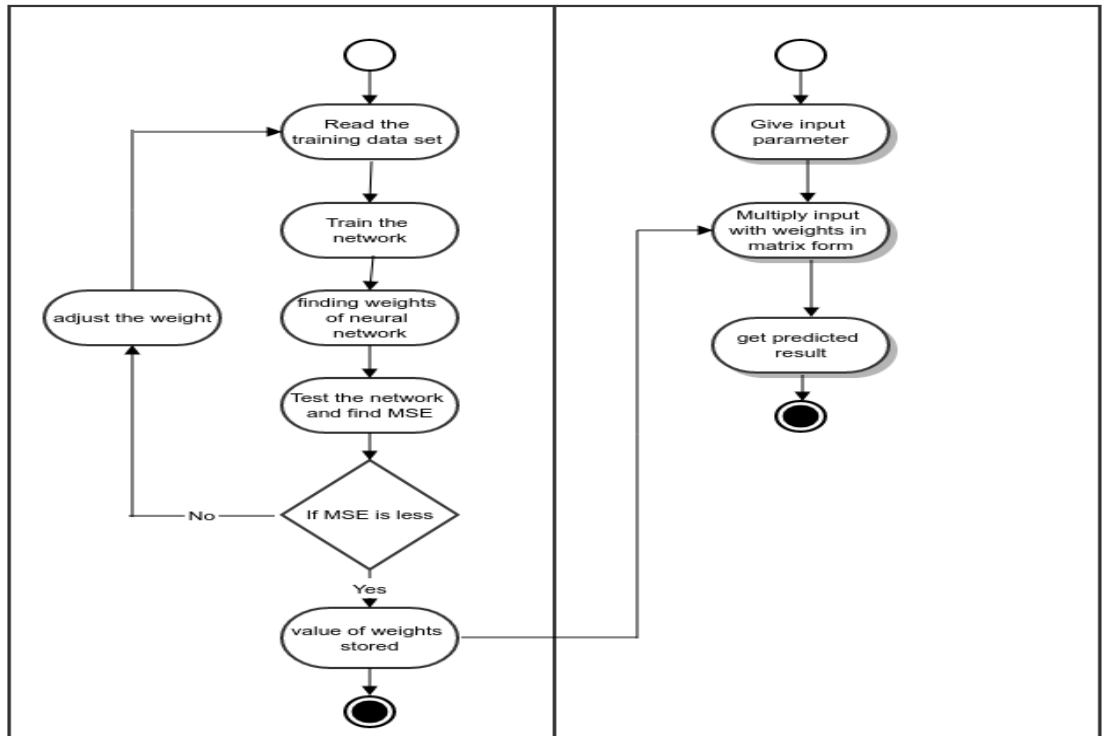 Read the
training data set
Train the
network
finding weights
of neural
network
adjust the weight
Test the network
and find MSE
If MSE is less
No
Yes
value of weights
stored
Give input
parameter
Multiply input
with weights in
matrix form
get predicted
result